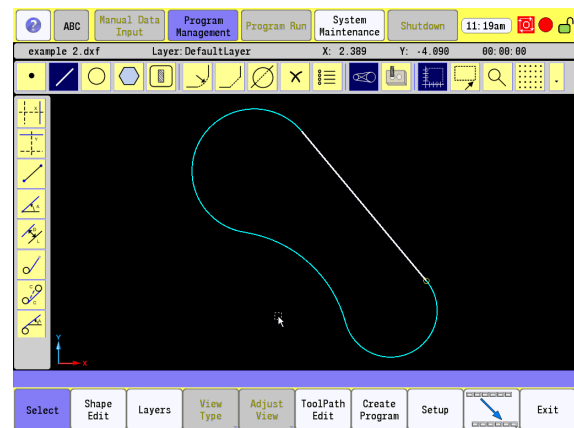 ? ABC Manual Data Program Program Run System Shutdown 11:19am
Input Management Maintenance
example 2.dxf Layer:DefaultLayer X: 2.389 Y: -4.090 00:00:00
Y
X
Select Shape Layers View Adjust ToolPath Create Setup Exit
Edit Type View Edit Program